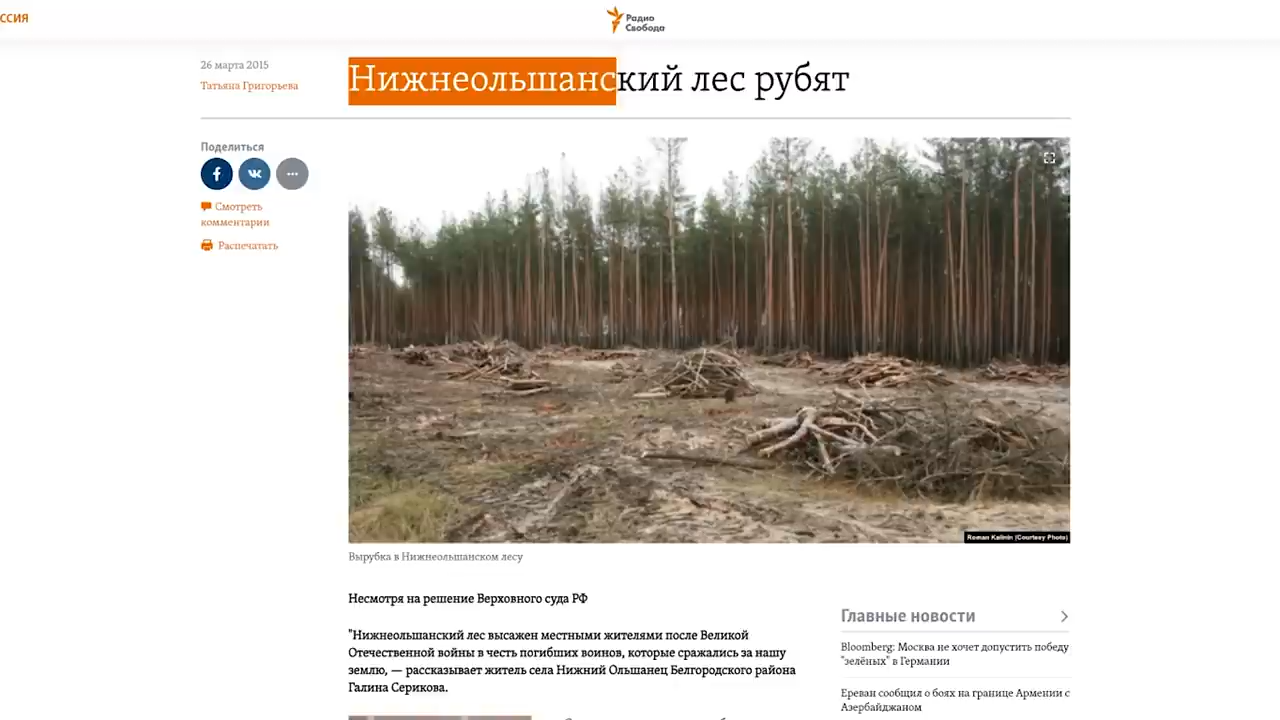 ССИЯ
Радио
Свобода
26 марта 2015
Татьяна Григорьева
Нижнеольшанский лес рубят
Поделиться
Смотреть
комментарии
Распечатать
Roman Kalinin (Courtesy Photo)
Вырубка в Нижнеольшанском лесу
Несмотря на решение Верховного суда РФ
"Нижнеольшанский лес высажен местными жителями после Великой
Отечественной войны в честь погибших воинов, которые сражались за нашу
землю, — рассказывает житель села Нижний Ольшанец Белгородского района
Галина Серикова.
Главные новости
Bloomberg: Москва не хочет допустить победу
"зелёных" в Германии
Ереван сообщил о боях на границе Армении с
Азербайджаном